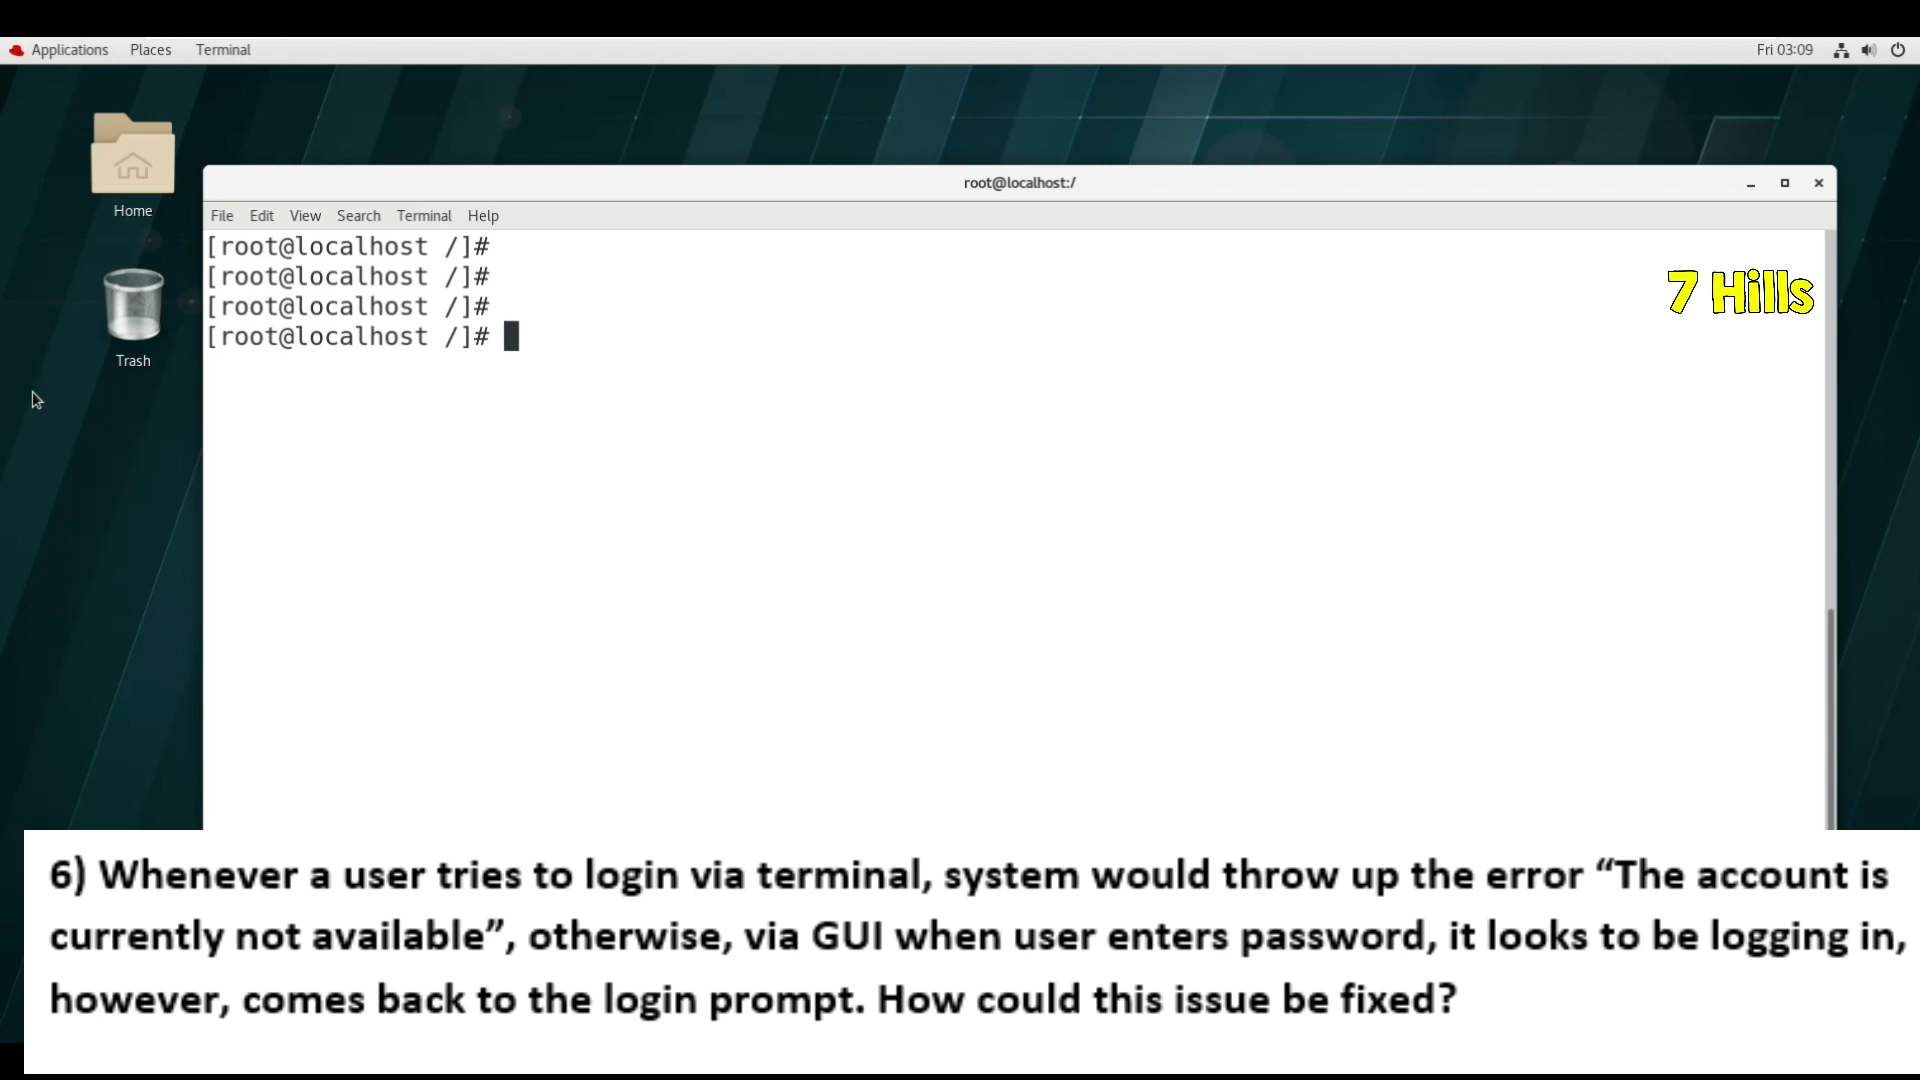 Applications Places Terminal Fri 03:09
Home
Trash
root@localhost:/
File Edit View Search Terminal Help
[root@localhost /]#
[root@localhost /]#
[root@localhost /]#
[root@localhost /]#
7 Hills
6) Whenever a user tries to login via terminal, system would throw up the error “The account is
currently not available”, otherwise, via GUI when user enters password, it looks to be logging in,
however, comes back to the login prompt. How could this issue be fixed?